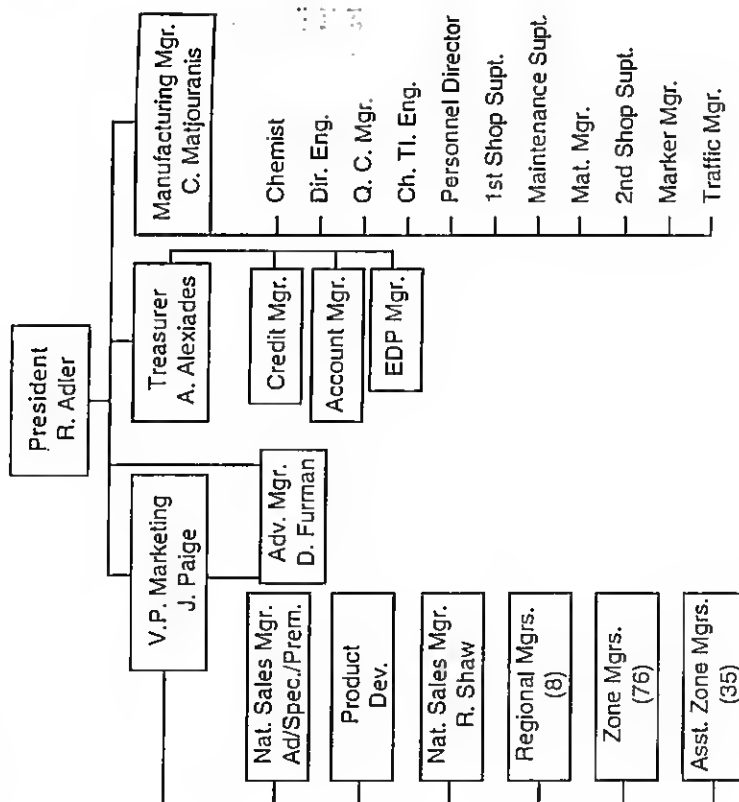 President
R. Adler
V.P. Marketing
J. Paige
Treasurer
A. Alexiades
Manufacturing Mgr.
C. Matjouranis
Adv. Mgr.
D. Furman
Nat. Sales Mgr.
Ad/Spec./Prem.
Product
Dev.
Nat. Sales Mgr.
R. Shaw
Regional Mgrs.
(8)
Zone Mgrs.
(76)
Asst. Zone Mgrs.
(35)
Credit Mgr.
Account Mgr.
EDP Mgr.
Chemist
Dir. Eng.
Q. C. Mgr.
Ch. Tl. Eng.
Personnel Director
1st Shop Supt.
Maintenance Supt.
Mat. Mgr.
2nd Shop Supt.
Marker Mgr.
Traffic Mgr.